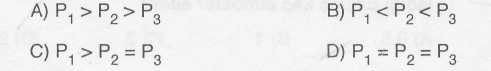 A) P₁ > P₂ > P₃ B) P₁ < P₂ < P₃
C) P₁ > P₂ = P₃ D) P₁ = P₂ = P₃